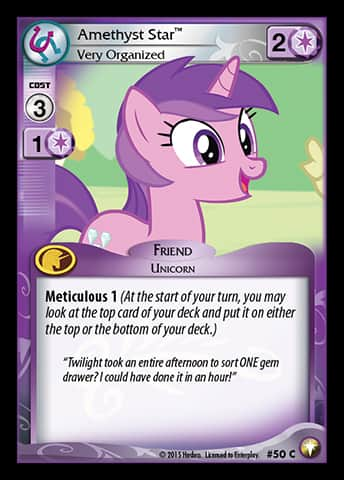 Amethyst Star™
Very Organized
2
COST
3
1
FRIEND
UNICORN
Meticulous 1 (At the start of your turn, you may
look at the top card of your deck and put it on either
the top or the bottom of your deck.)
“Twilight took an entire afternoon to sort ONE gem
drawer? I could have done it in an hour!”
© 2015 Hasbro. Licensed to Enterplay. #50 C